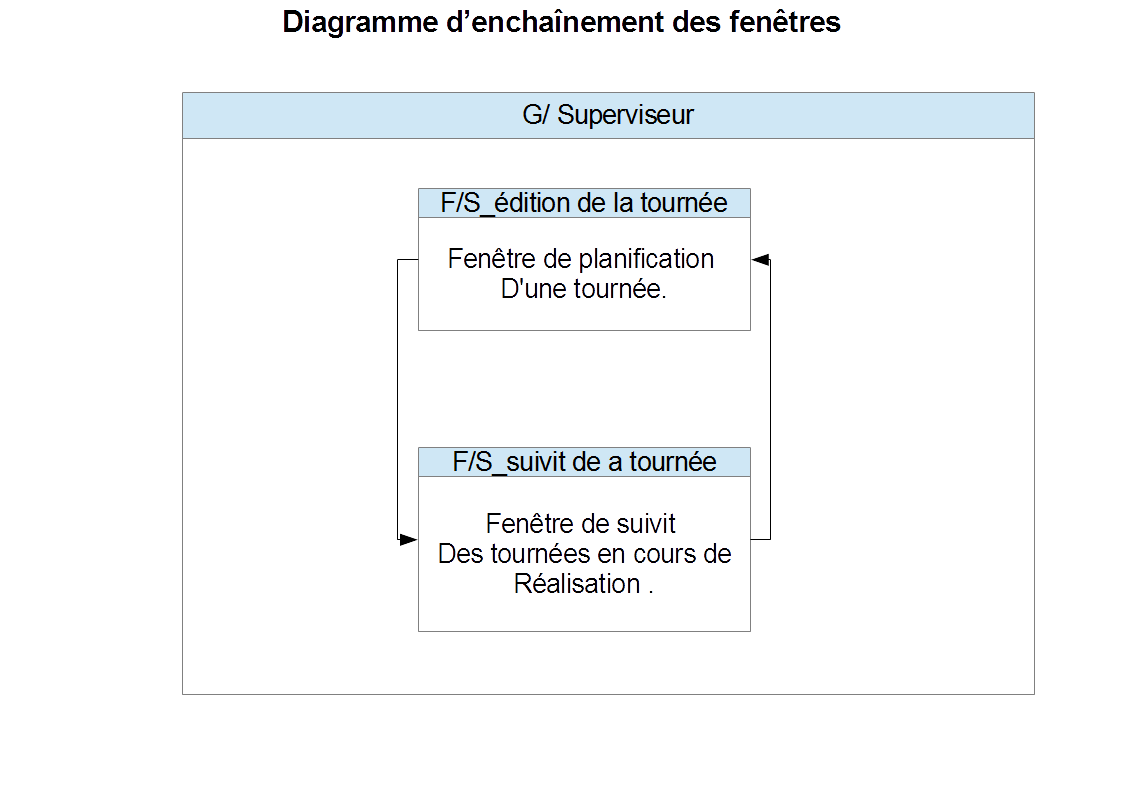 Diagramme d’enchaînement des fenêtres
G/ Superviseur
F/S_édition de la tournée
Fenêtre de planification
D'une tournée.
F/S_suivit de a tournée
Fenêtre de suivit
Des tournées en cours de
Réalisation .